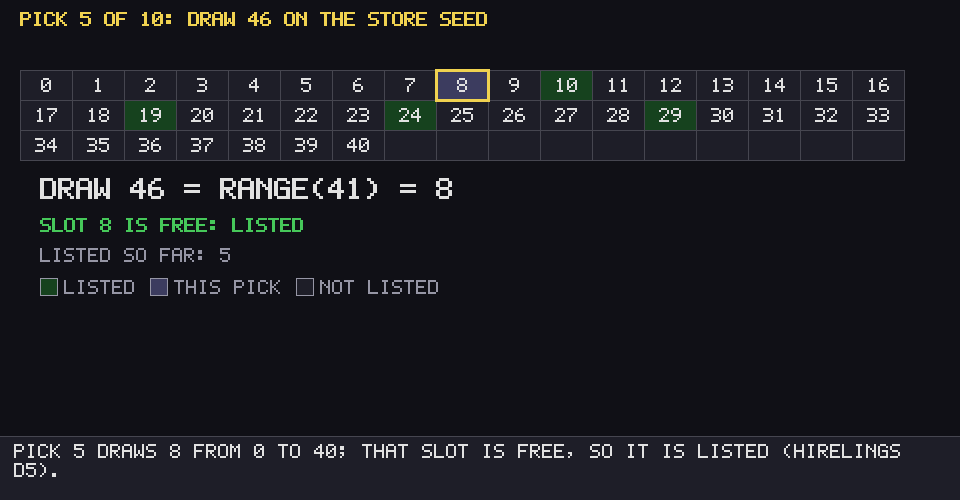 PICK 5 OF 10: DRAW 46 ON THE STORE SEED
0 1 2 3 4 5 6 7 8 9 10 11 12 13 14 15 16
17 18 19 20 21 22 23 24 25 26 27 28 29 30 31 32 33
34 35 36 37 38 39 40
DRAW 46 = RANGE(41) = 8
SLOT 8 IS FREE: LISTED
LISTED SO FAR: 5
LISTED THIS PICK NOT LISTED
PICK 5 DRAWS 8 FROM 0 TO 40; THAT SLOT IS FREE, SO IT IS LISTED (HIRELINGS
D5).